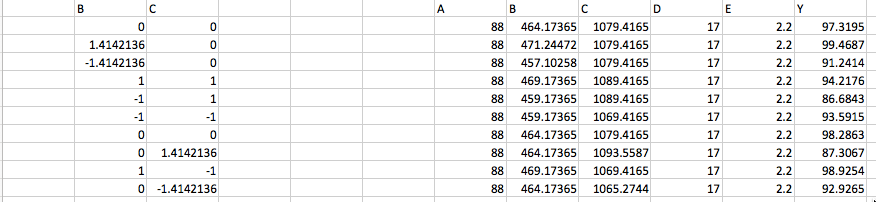 B C A B C D E Y
0 0 88 464.17365 1079.4165 17 2.2 97.3195
1.4142136 0 88 471.24472 1079.4165 17 2.2 99.4687
-1.4142136 0 88 457.10258 1079.4165 17 2.2 91.2414
1 1 88 469.17365 1089.4165 17 2.2 94.2176
-1 1 88 459.17365 1089.4165 17 2.2 86.6843
-1 -1 88 459.17365 1069.4165 17 2.2 93.5915
0 0 88 464.17365 1079.4165 17 2.2 98.2863
0 1.4142136 88 464.17365 1093.5587 17 2.2 87.3067
1 -1 88 469.17365 1069.4165 17 2.2 98.9254
0 -1.4142136 88 464.17365 1065.2744 17 2.2 92.9265